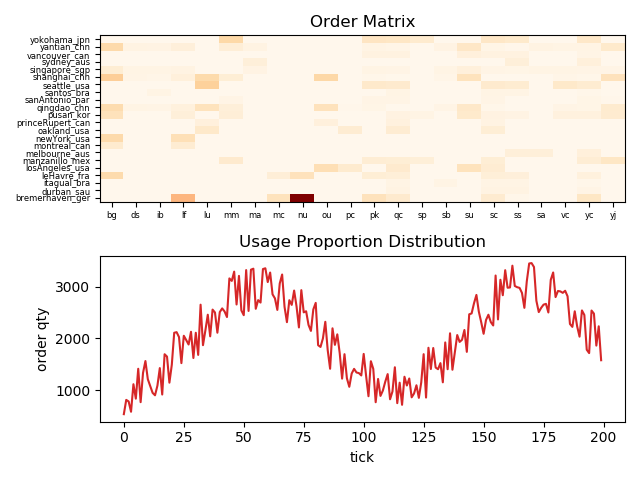 Order Matrix
yokohama_jpn
yantian_chn
vancouver_can
sydney_aus
singapore_sgp
shanghai_chn
seattle_usa
santos_bra
sanAntonio_par
qingdao_chn
pusan_kor
princeRupert_can
oakland_usa
newYork_usa
montreal_can
melbourne_aus
manzanillo_mex
losAngeles_usa
leHavre_fra
itagual_bra
durban_sau
bremerhaven_ger
bg ds ib lf lu mm ma mc nu ou pc pk qc sp sb su sc ss sa vc yc yj
Usage Proportion Distribution
order qty
3000
2000
1000
0 25 50 75 100 125 150 175 200
tick